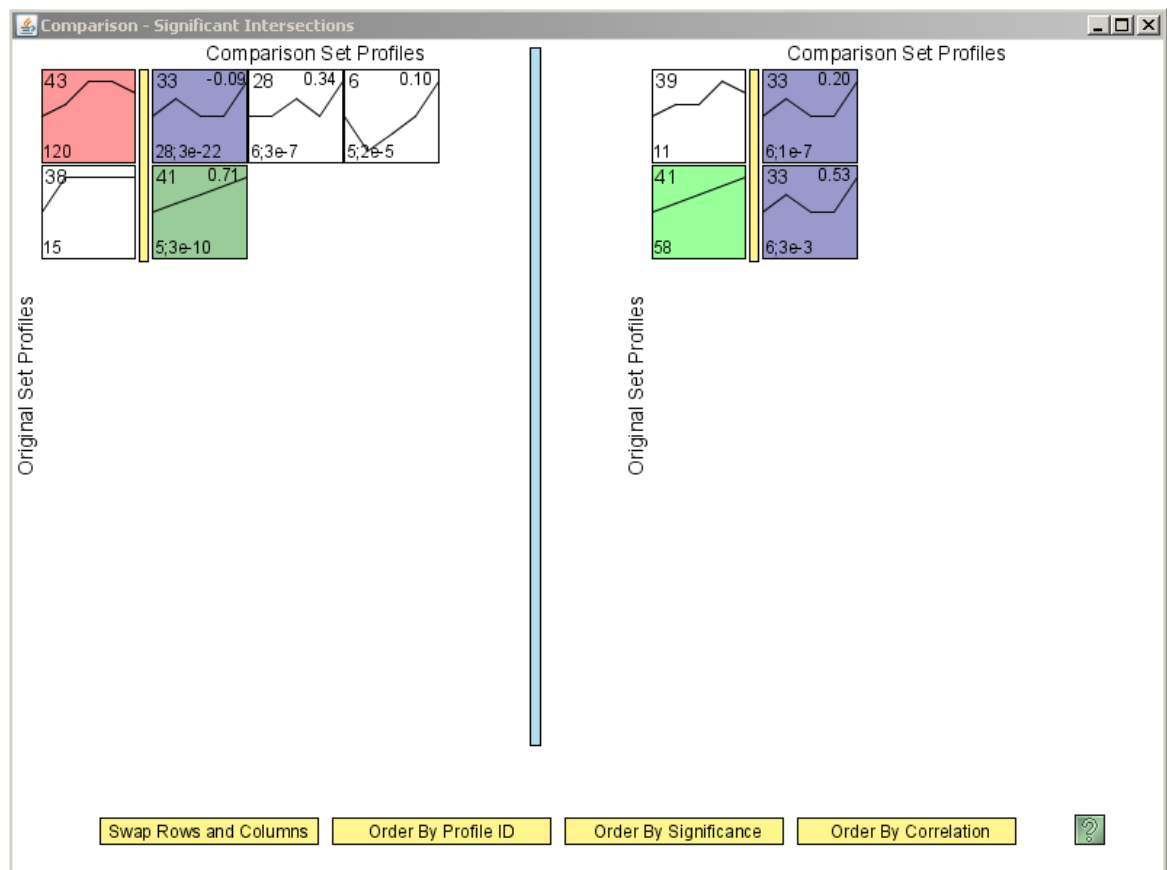 Comparison - Significant Intersections
Comparison Set Profiles
Comparison Set Profiles
43
120
33 -0.09
28;3e-22
28 0.34
6;3e-7
6 0.10
5;2e-5
38
15
41 0.71
5;3e-10
Original Set Profiles
39
11
33 0.20
6;1e-7
41
58
33 0.53
6;3e-3
Original Set Profiles
Swap Rows and Columns
Order By Profile ID
Order By Significance
Order By Correlation
?